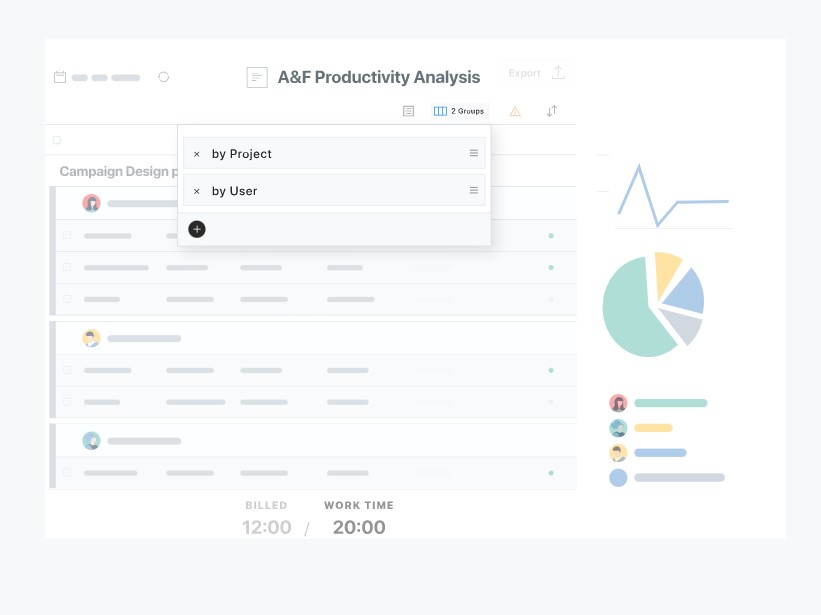 A&F Productivity Analysis
Export
2 Groups
by Project
Campaign Design p
by User
BILLED WORK TIME
12:00 / 20:00